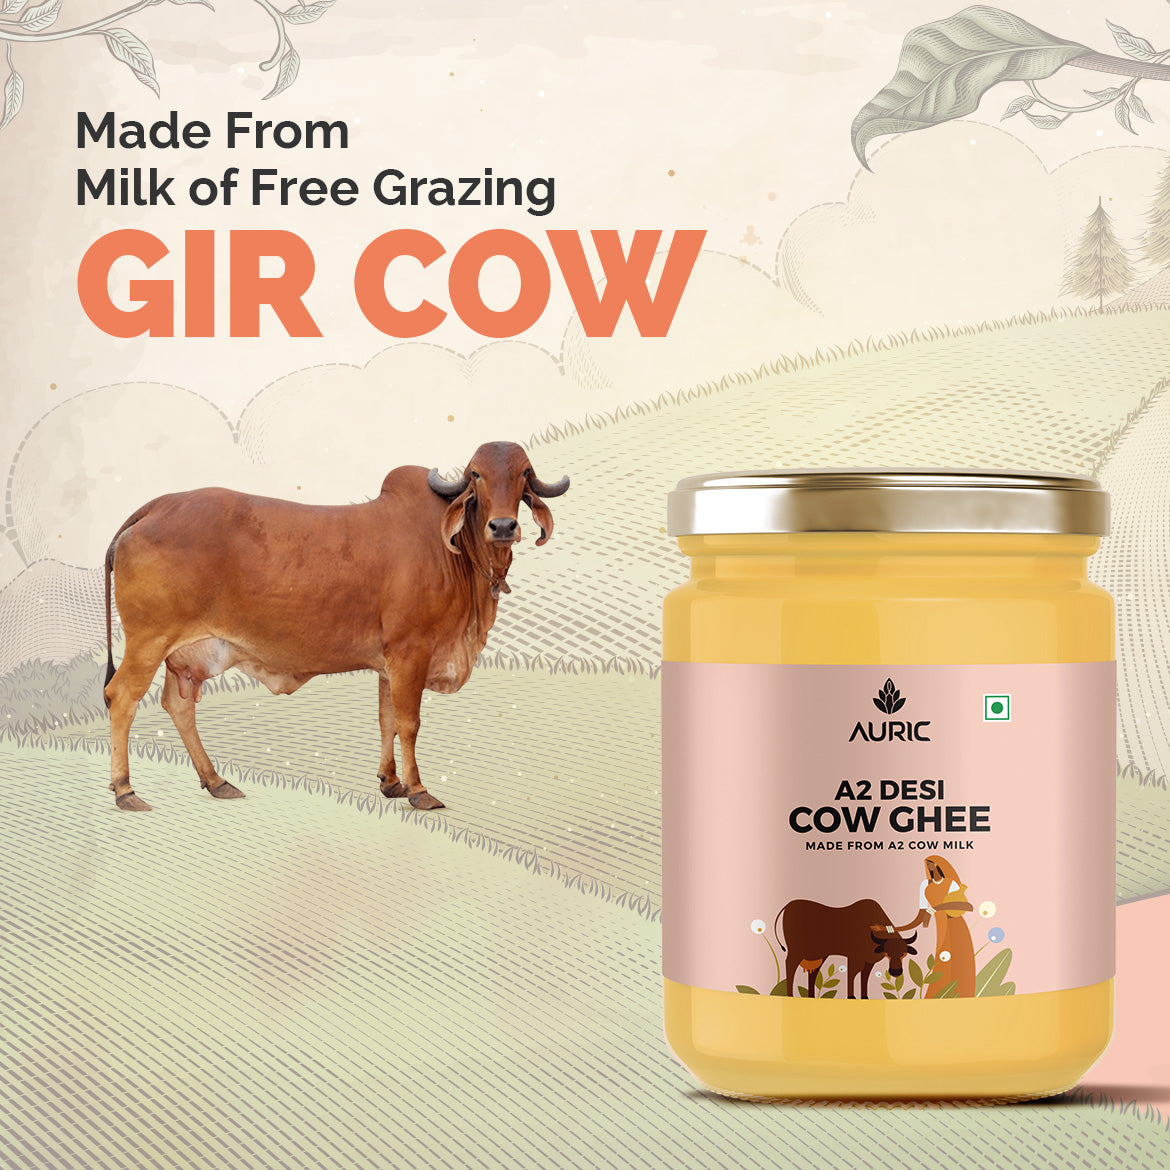 Made From
Milk of Free Grazing
GIR COW
AURIC
A2 DESI
COW GHEE
MADE FROM A2 COW MILK